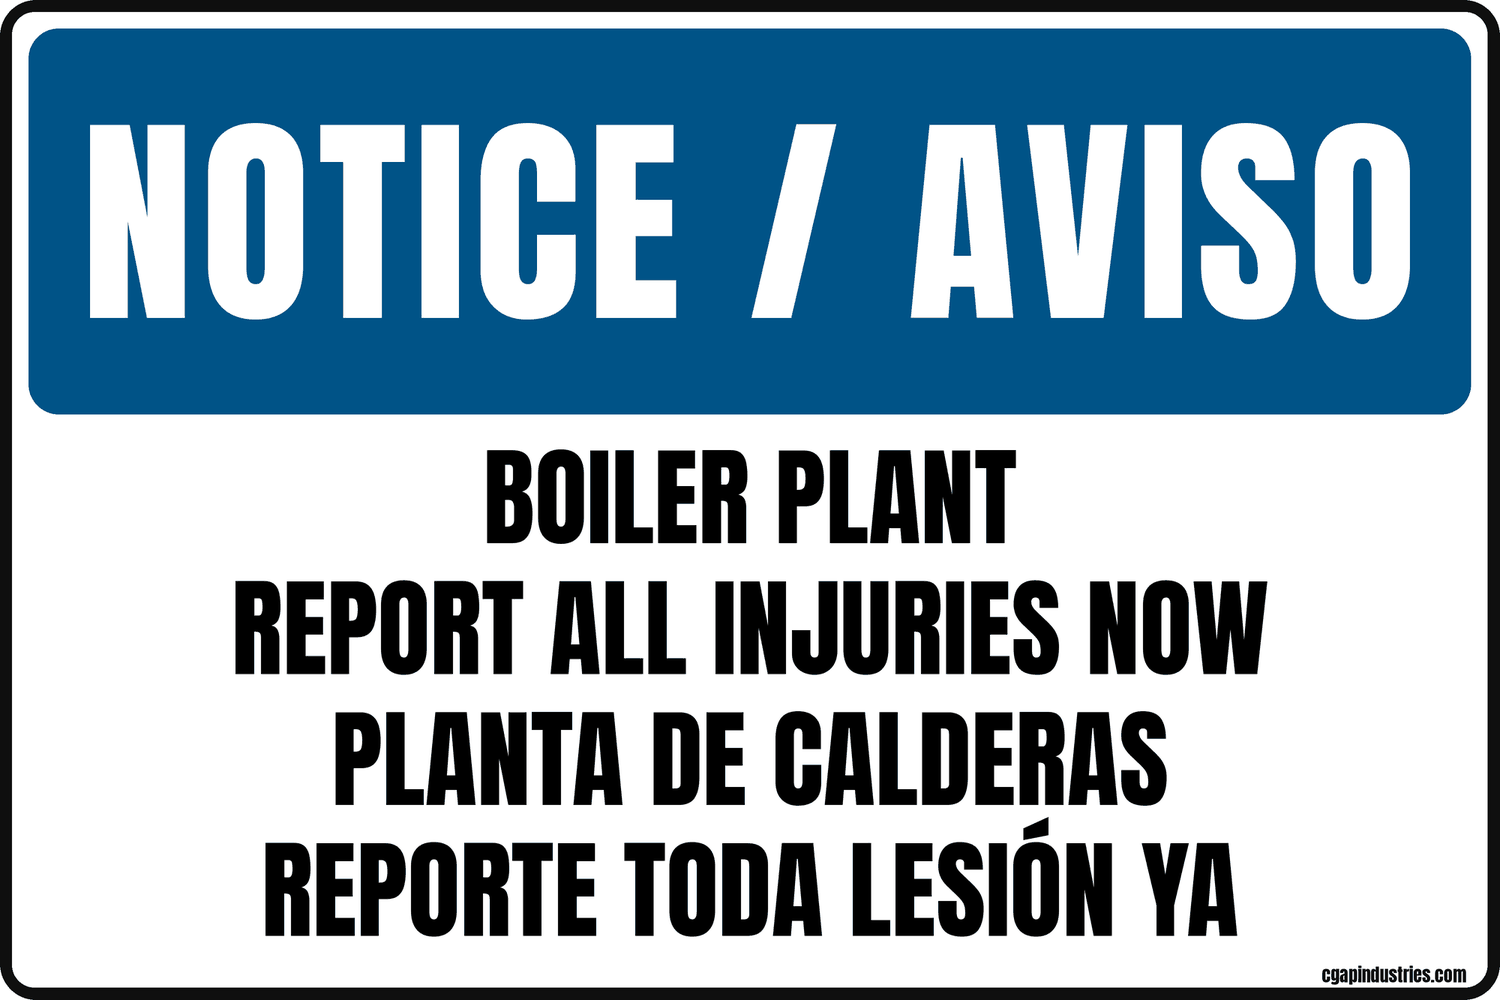 NOTICE / AVISO
BOILER PLANT
REPORT ALL INJURIES NOW
PLANTA DE CALDERAS
REPORTE TODA LESIÓN YA
cgapindustries.com